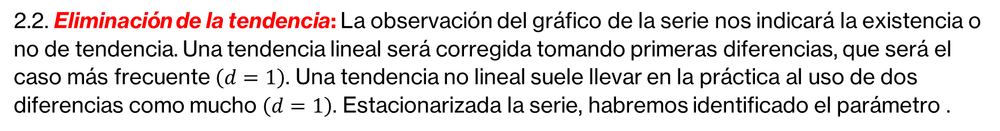 2.2. Eliminación de la tendencia: La observación del gráfico de la serie nos indicará la existencia o
no de tendencia. Una tendencia lineal será corregida tomando primeras diferencias, que será el
caso más frecuente (d = 1). Una tendencia no lineal suele llevar en la práctica al uso de dos
diferencias como mucho (d = 1). Estacionarizada la serie, habremos identificado el parámetro .